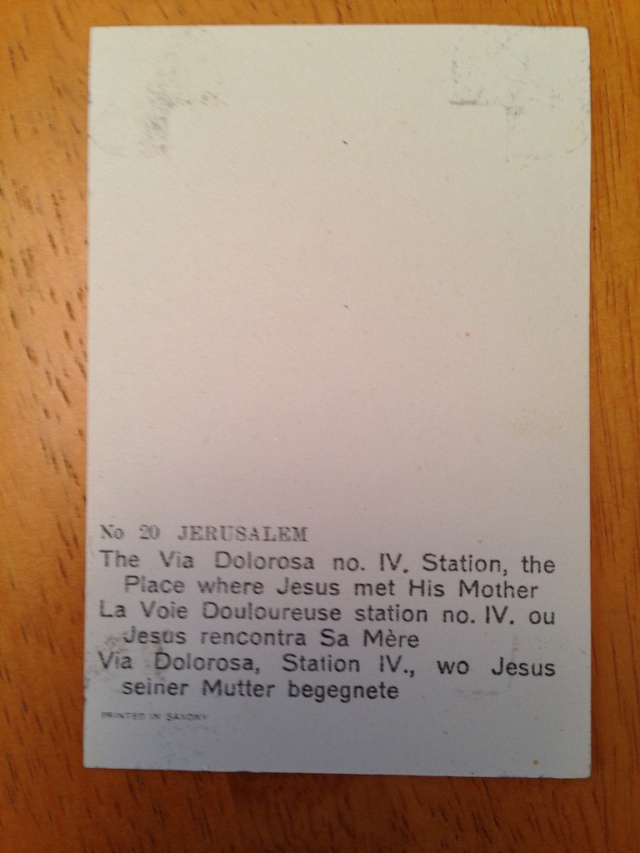 No 20 JERUSALEM
The Via Dolorosa no. IV. Station, the
Place where Jesus met His Mother
La Voie Douloureuse station no. IV. ou
Jesus rencontra Sa Mère
Via Dolorosa, Station IV., wo Jesus
seiner Mutter begegnete
PRINTED IN SAXONY